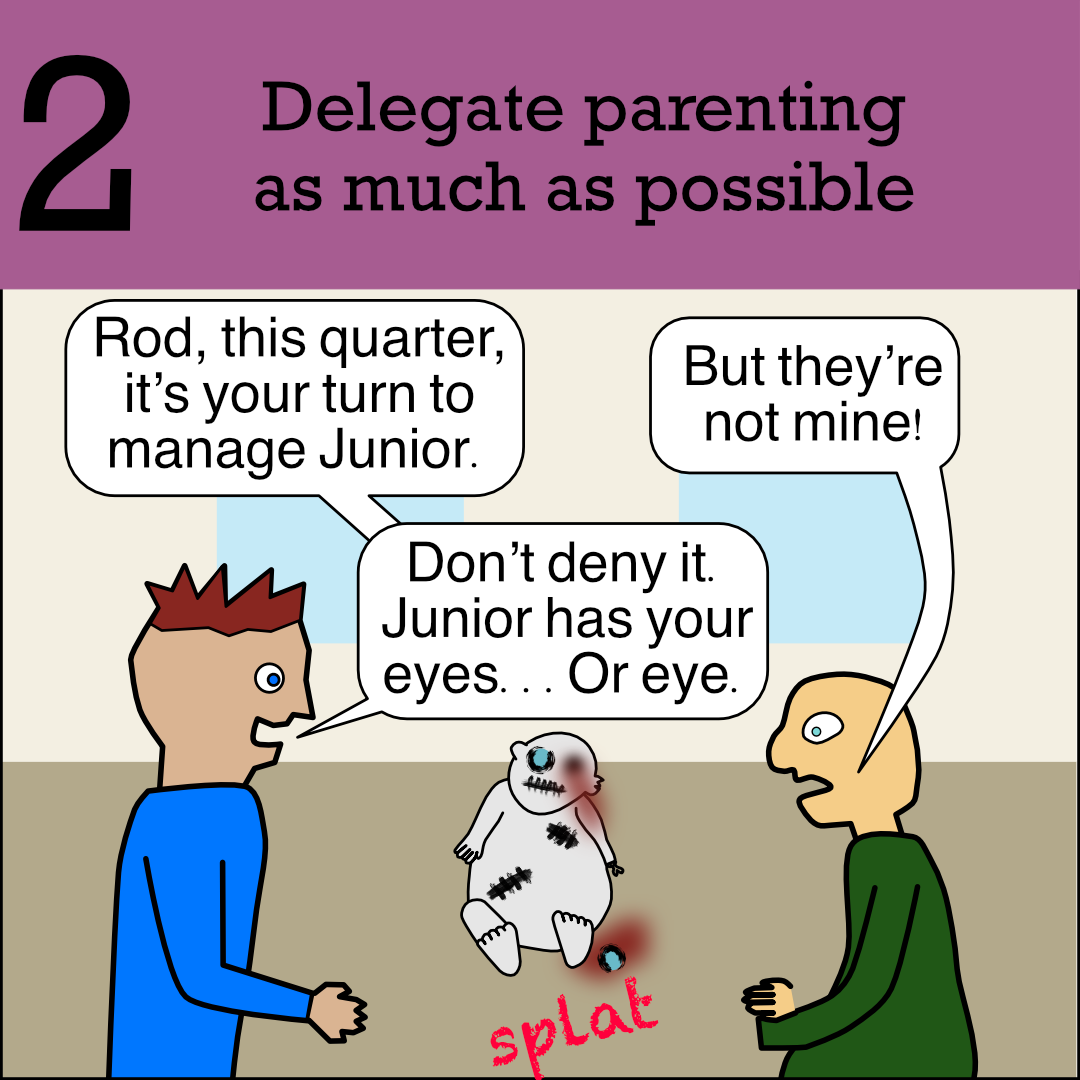 2
Delegate parenting
as much as possible
Rod, this quarter,
it’s your turn to
manage Junior.
But they’re
not mine!
Don’t deny it.
Junior has your
eyes. . . Or eye.
splat